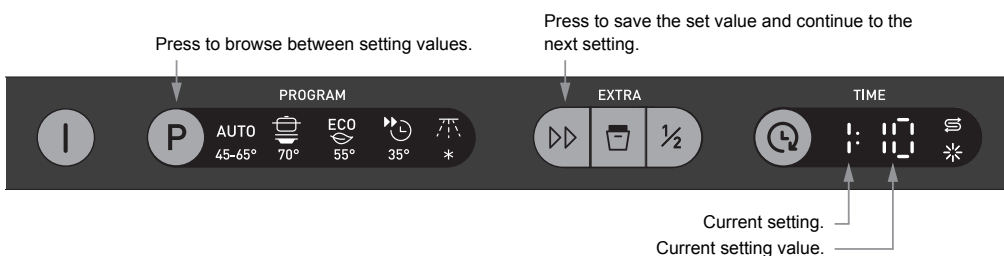 Press to save the set value and continue to the
next setting.
Press to browse between setting values.
PROGRAM
EXTRA
TIME
P
AUTO
ECO
45-65°
70°
55°
35°
*
½
1:
10
Current setting.
Current setting value.